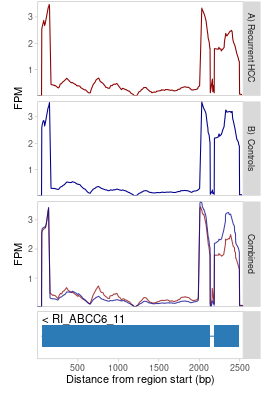 A) Recurrent HCC
3
2
1
FPM
B) Controls
3
2
1
Combined
3
2
1
FPM
< RI_ABCC6_11
500
1000
1500
2000
2500
Distance from region start (bp)